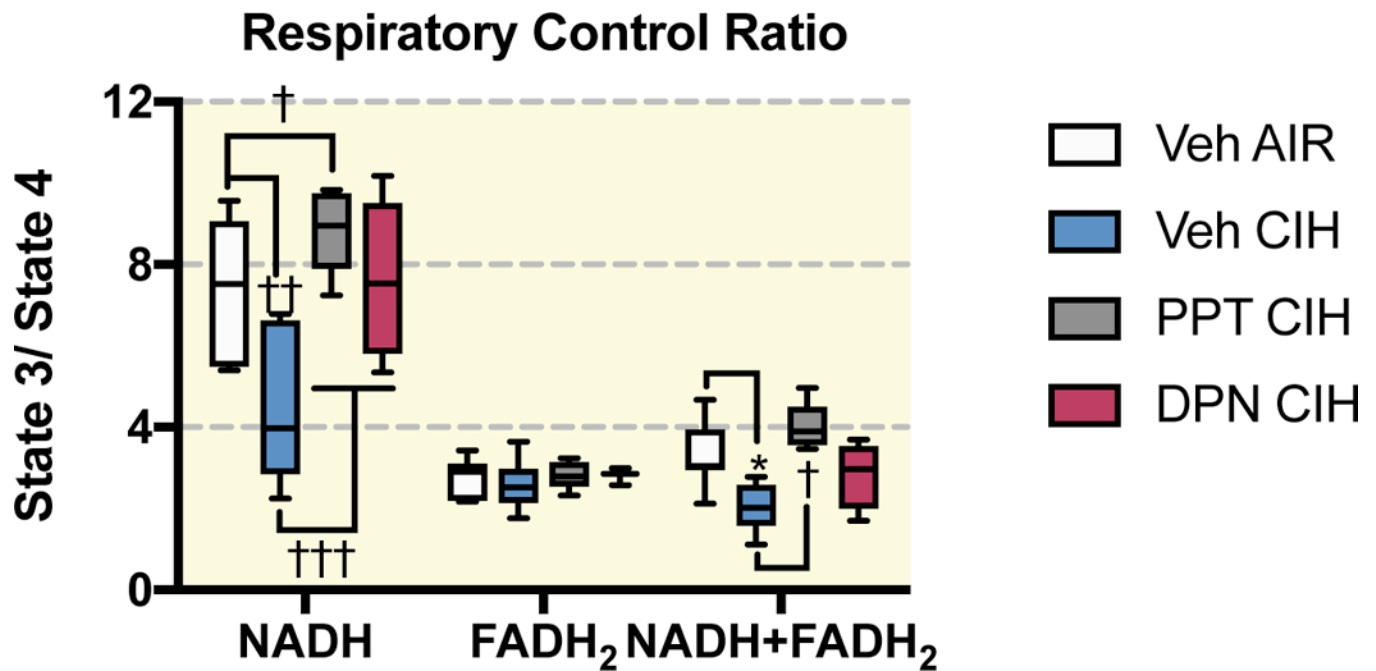 Respiratory Control Ratio
State 3/ State 4
12
8
4
0
†
††
†††
*
†
NADH
FADH₂
NADH+FADH₂
Veh AIR
Veh CIH
PPT CIH
DPN CIH